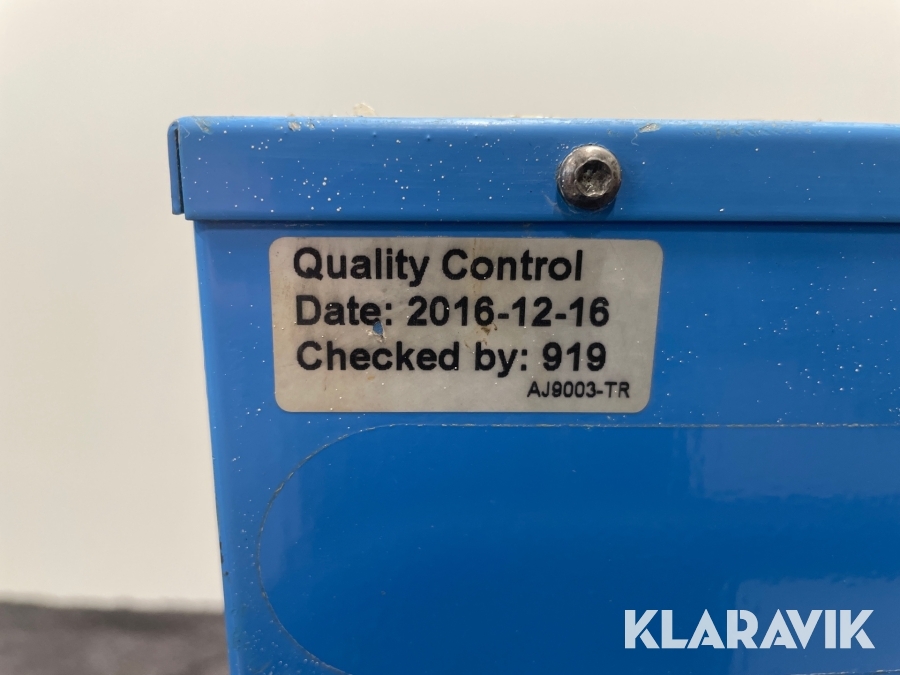 Quality Control
Date: 2016-12-16
Checked by: 919
AJ9003-TR
KLARAVIK